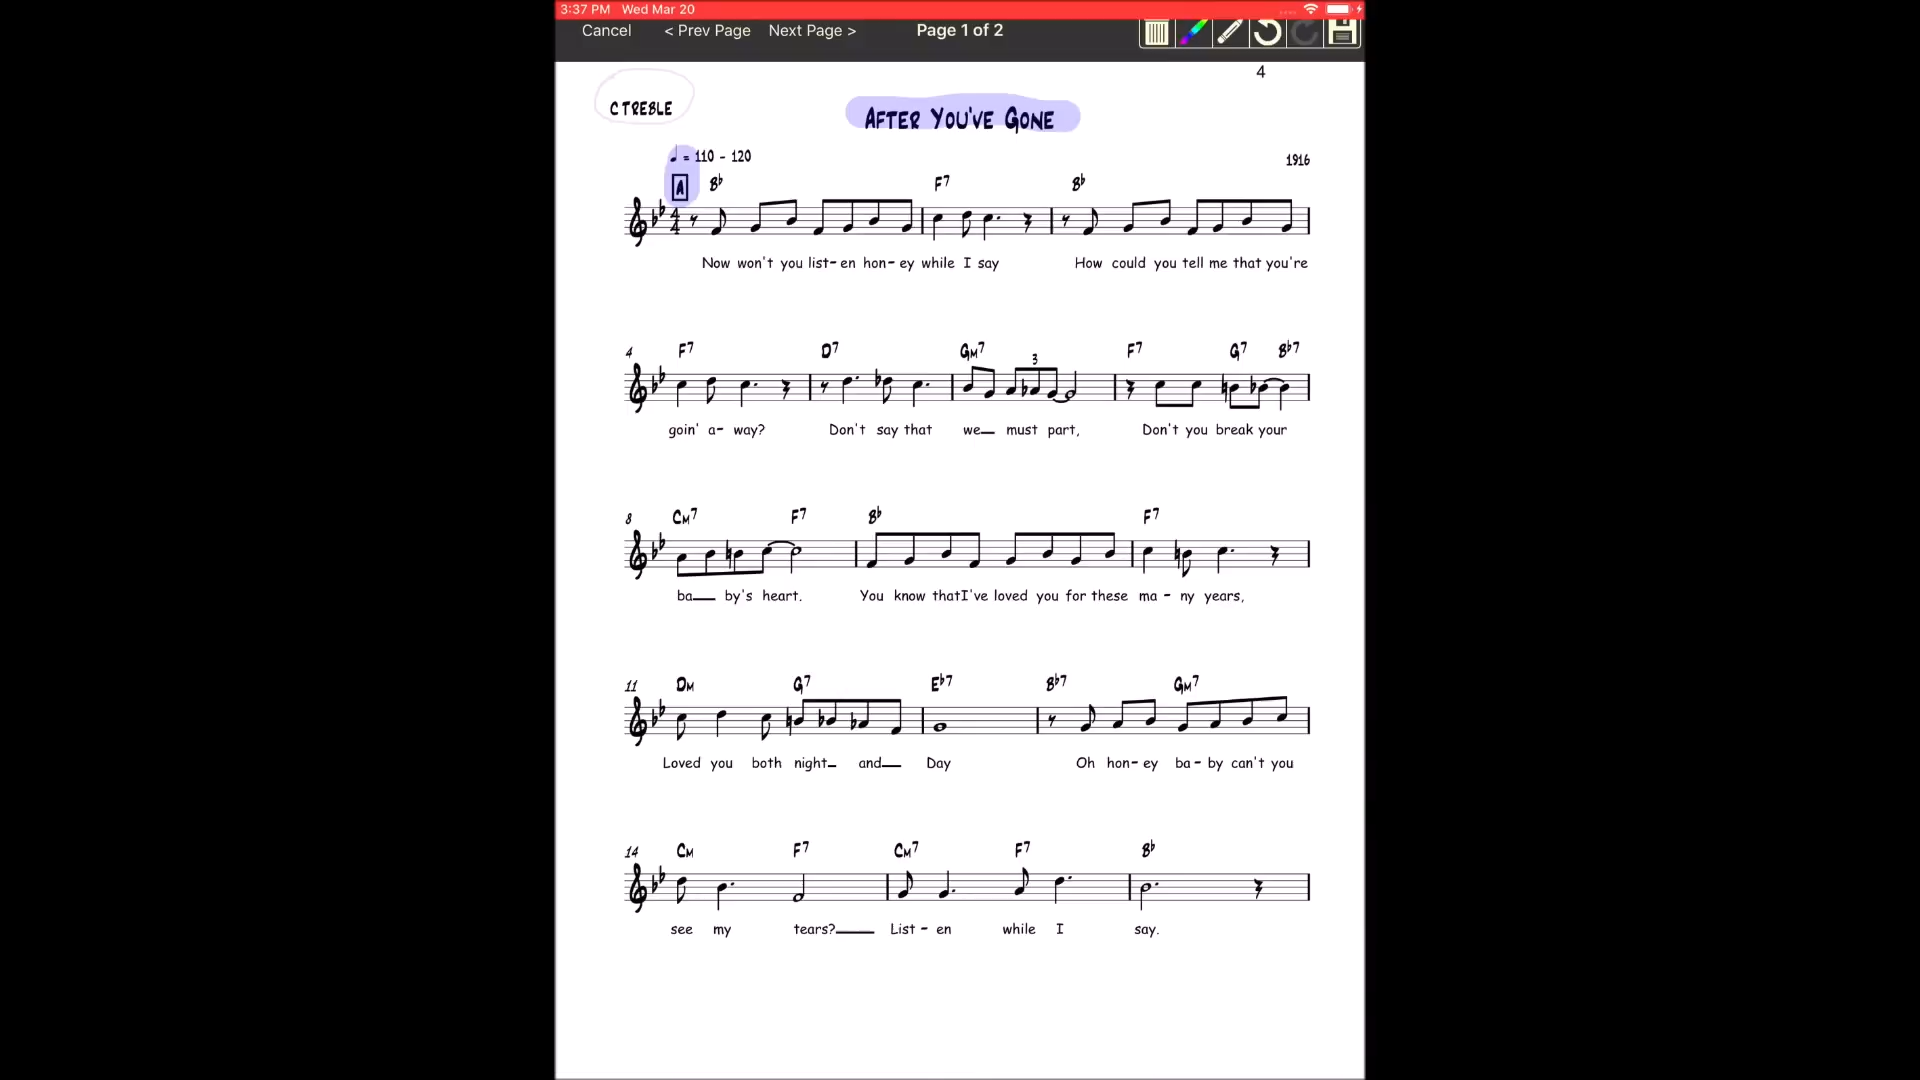 3:37 PM Wed Mar 20
Cancel < Prev Page Next Page > Page 1 of 2
4
C TREBLE
AFTER YOU'VE GONE
♩ = 110 - 120
1916
A B♭ F7 B♭
4/4
Now won't you list-en hon-ey while I say How could you tell me that you're
4 F7 D7 GM7 3 F7 G7 B♭7
goin' a-way? Don't say that we__ must part, Don't you break your
8 CM7 F7 B♭ F7
ba__ by's heart. You know thatI've loved you for these ma-ny years,
11 DM G7 E♭7 B♭7 GM7
Loved you both night_ and__ Day Oh hon-ey ba-by can't you
14 CM F7 CM7 F7 B♭
see my tears?____ List-en while I say.